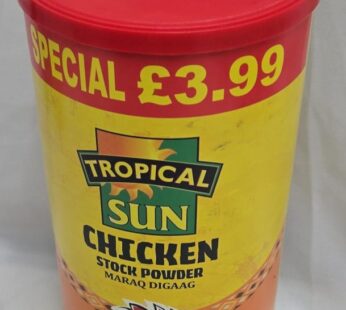 SPECIAL £3.99
TROPICAL
SUN
CHICKEN
STOCK POWDER
MARAQ DIGAAG